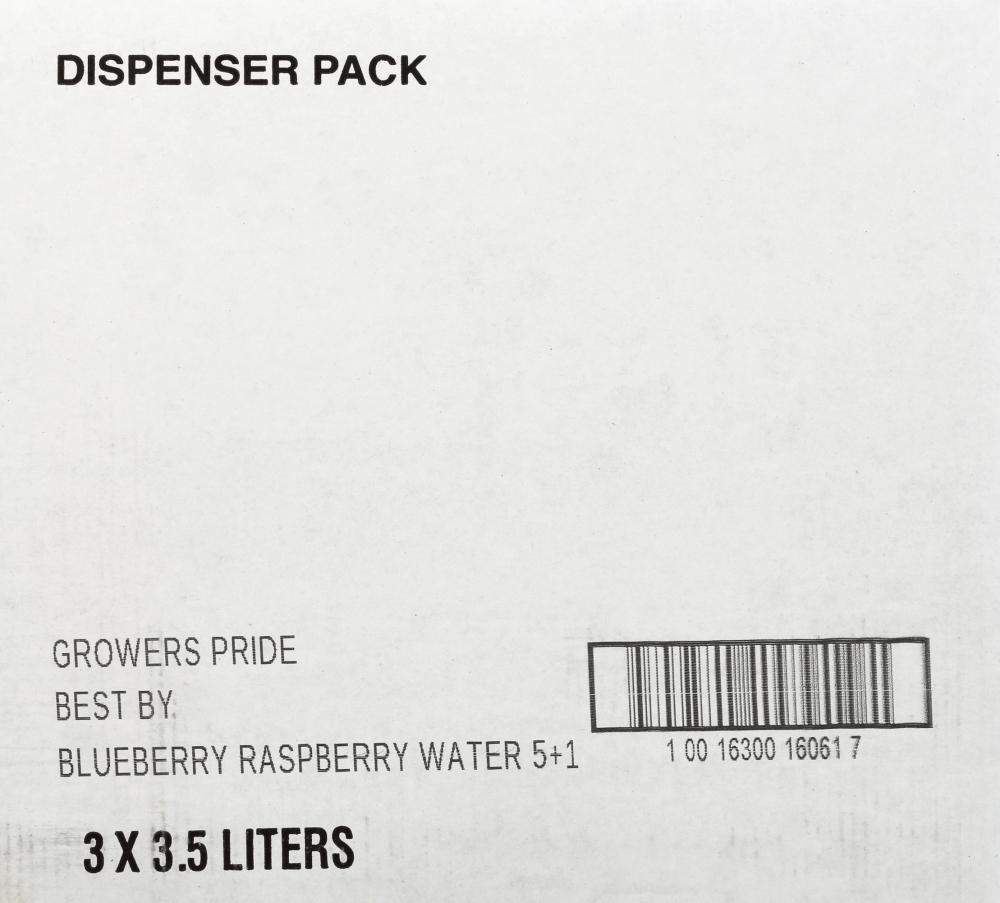 DISPENSER PACK
GROWERS PRIDE
BEST BY.
BLUEBERRY RASPBERRY WATER 5+1
1 00 16300 16061 7
3 X 3.5 LITERS